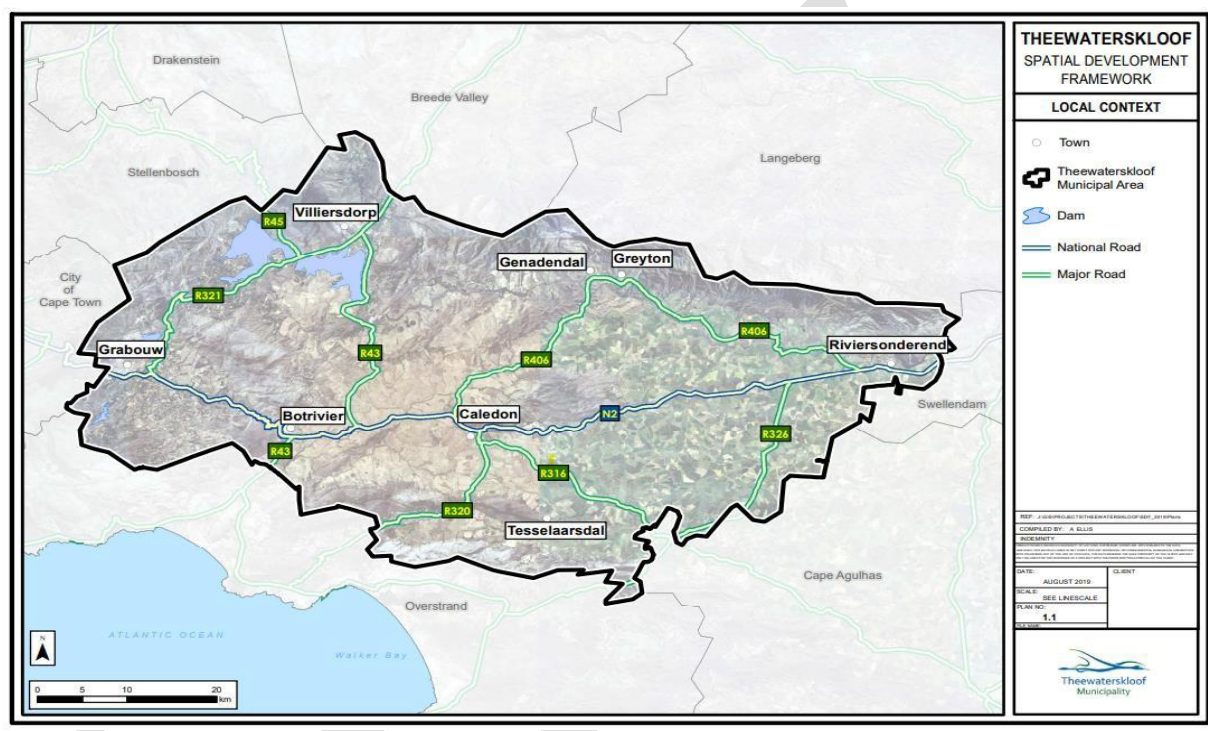 Drakenstein
Breede Valley
Stellenbosch
Langeberg
City
of
Cape Town
Swellendam
Cape Agulhas
Overstrand
ATLANTIC OCEAN
Walker Bay
Villiersdorp
Genadendal
Greyton
Grabouw
Riviersonderend
Botrivier
Caledon
Tesselaarsdal
R45
R321
R43
R406
R406
N2
R43
R326
R316
R320
N
0 5 10 20
km
THEEWATERSKLOOF
SPATIAL DEVELOPMENT
FRAMEWORK
LOCAL CONTEXT
Town
Theewaterskloof
Municipal Area
Dam
National Road
Major Road
COMPILED BY: A ELLIS
INDEMNITY
DATE:
AUGUST 2019
CLIENT
SCALE:
SEE LINESCALE
PLAN NO:
1.1
Theewaterskloof
Municipality